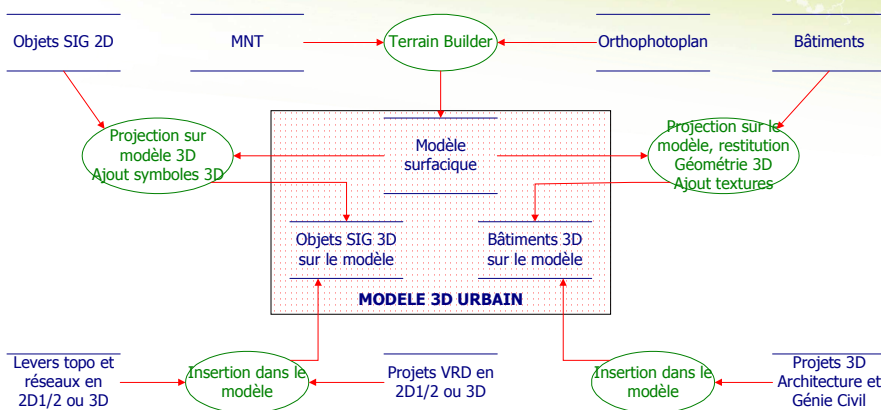 Objets SIG 2D
MNT
Terrain Builder
Orthophotoplan
Bâtiments
Projection sur
modèle 3D
Ajout symboles 3D
Modèle
surfacique
Projection sur le
modèle, restitution
Géométrie 3D
Ajout textures
Objets SIG 3D
sur le modèle
Bâtiments 3D
sur le modèle
MODELE 3D URBAIN
Levers topo et
réseaux en
2D1/2 ou 3D
Insertion dans le
modèle
Projets VRD en
2D1/2 ou 3D
Insertion dans le
modèle
Projets 3D
Architecture et
Génie Civil